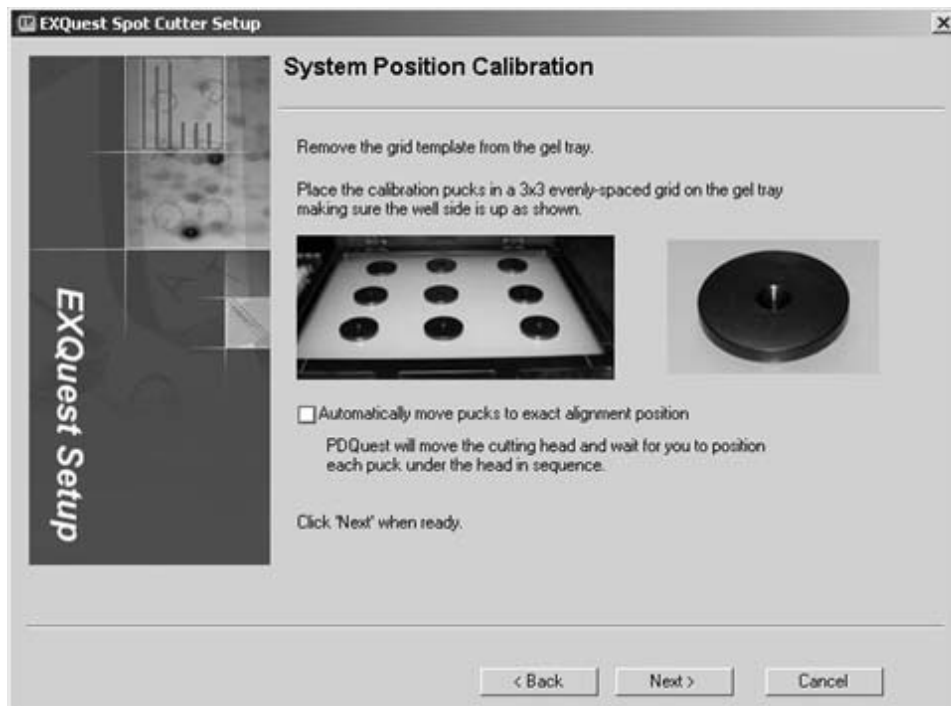 EXQuest Spot Cutter Setup
System Position Calibration
Remove the grid template from the gel tray.
Place the calibration pucks in a 3x3 evenly-spaced grid on the gel tray
making sure the well side is up as shown.
EXQuest Setup
Automatically move pucks to exact alignment position
PDQuest will move the cutting head and wait for you to position
each puck under the head in sequence.
Click 'Next' when ready.
< Back
Next >
Cancel